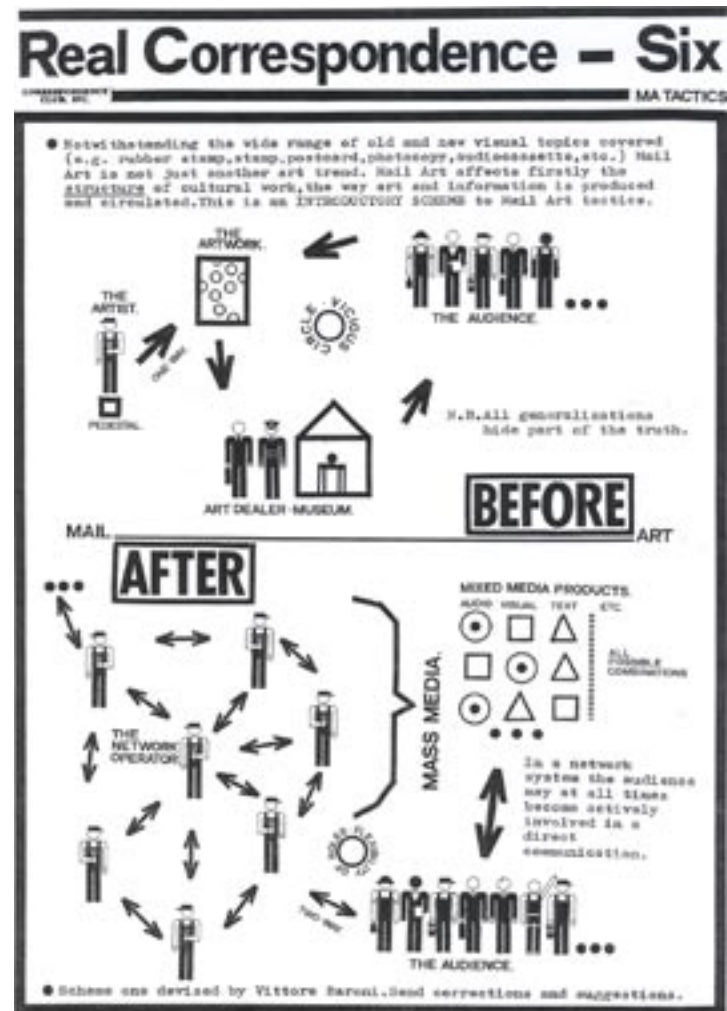 Real Correspondence – Six
CORRESPONDENCE
MA TACTICS
● Notwithstanding the wide range of old and new visual topics covered
(e.g. rubber stamp,stamp,postcard,photocopy,audiocassette,etc.) Mail
Art is not just another art trend. Mail Art affects firstly the
structure of cultural work,the way art and information is produced
and circulated.This is an INTRODUCTORY SCHEME to Mail Art tactics.
THE
ARTWORK.
THE
ARTIST.
ONE WAY.
PEDESTAL.
VICIOUS CIRCLE
THE AUDIENCE.
N.B.All generalisations
hide part of the truth.
ART DEALER-MUSEUM.
BEFORE
MAIL
ART
AFTER
MIXED MEDIA PRODUCTS.
AUDIO VISUAL TEXT ETC.
ALL
POSSIBLE
COMBINATIONS
MASS MEDIA.
THE
NETWORK
OPERATOR
In a network
system the audience
may at all times
become actively
involved in a
direct
communication.
FLEXIBILITY OF ROLES
TWO WAY.
THE AUDIENCE.
● Scheme one devised by Vittore Baroni.Send corrections and suggestions.